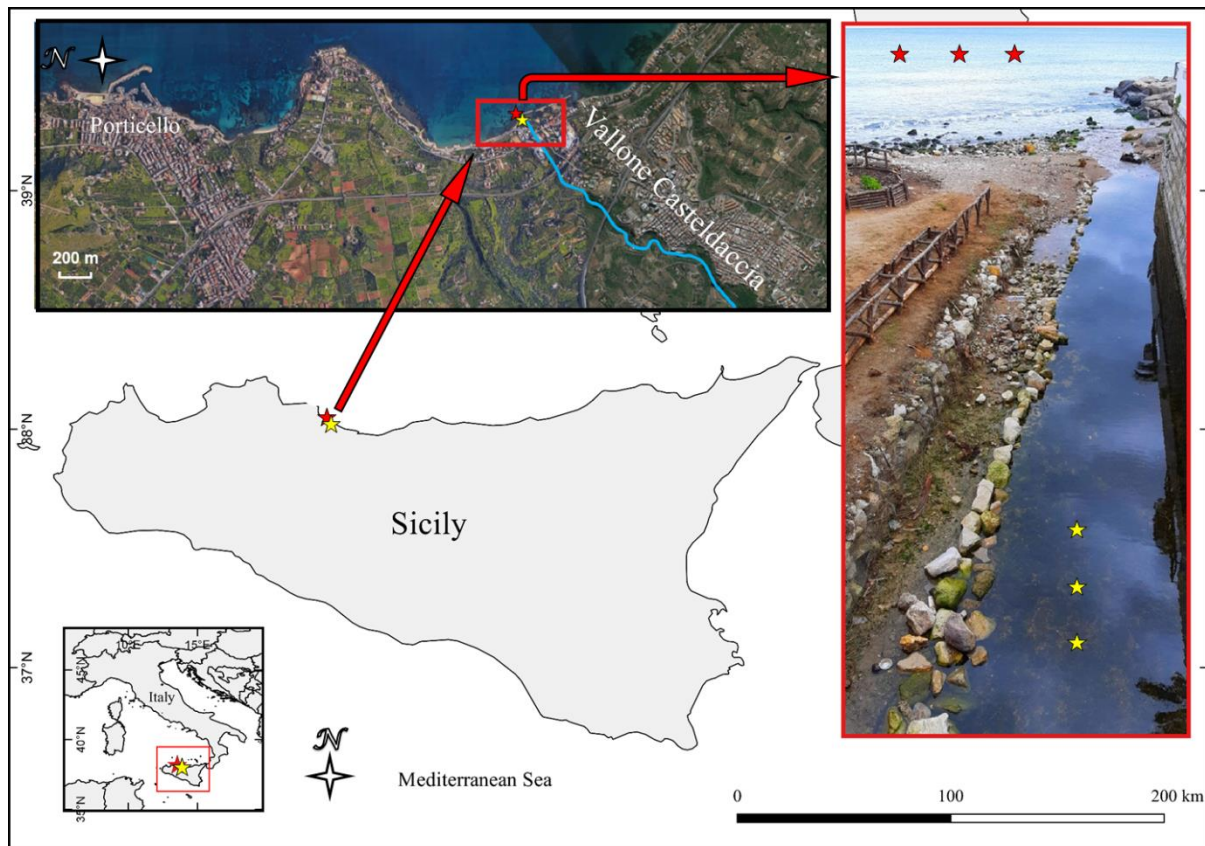 N
Porticello
Vallone Casteldaccia
200 m
39°N
38°N
Sicily
37°N
10°E
15°E
45°N
Italy
40°N
35°N
N
Mediterranean Sea
0
100
200 km